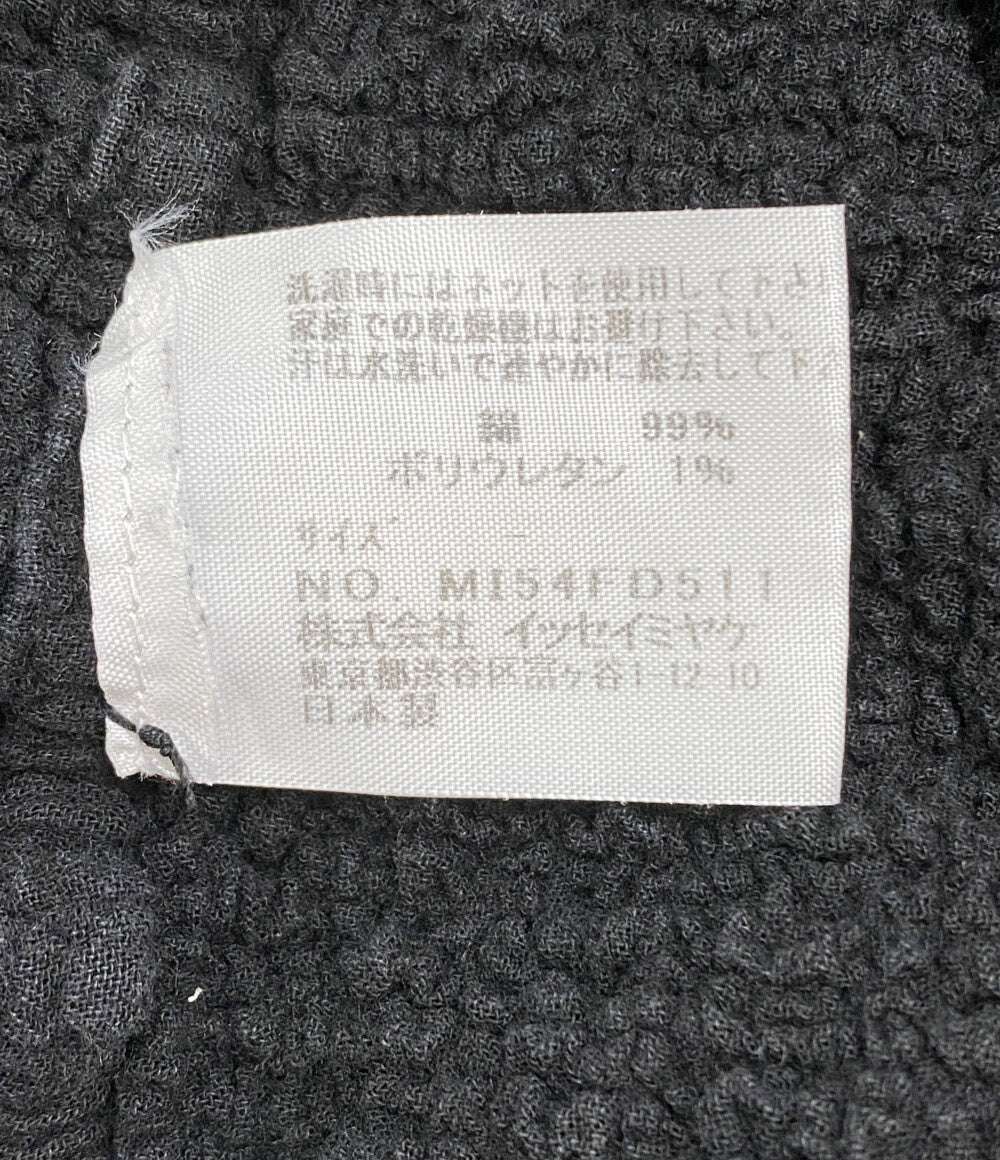 洗濯時にはネットを使用して下さ
家庭での乾燥機はお避け下さい。
汗は水洗いで速やかに除去して下
綿 99%
ポリウレタン 1%
サイズ -
NO. MI54FD511
株式会社 イッセイミヤケ
東京都渋谷区富ヶ谷1-12-10
日本製